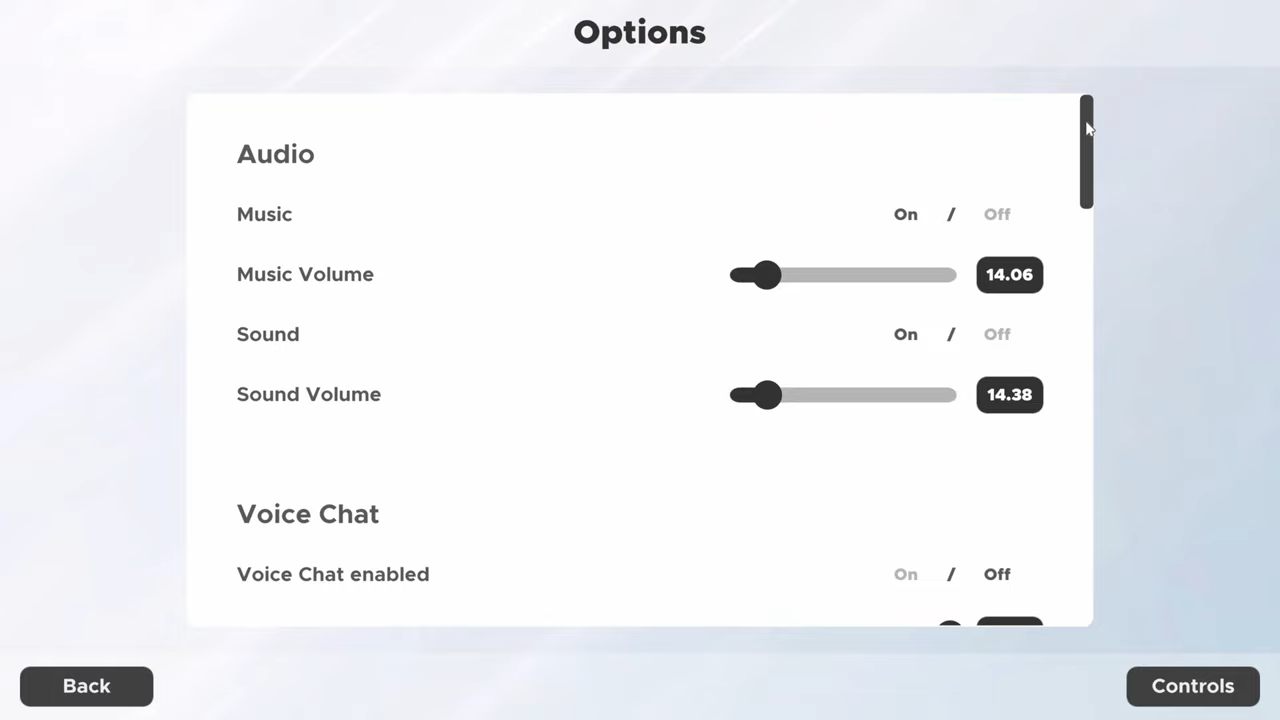 Options
Audio
Music On / Off
Music Volume 14.06
Sound On / Off
Sound Volume 14.38
Voice Chat
Voice Chat enabled On / Off
Back Controls